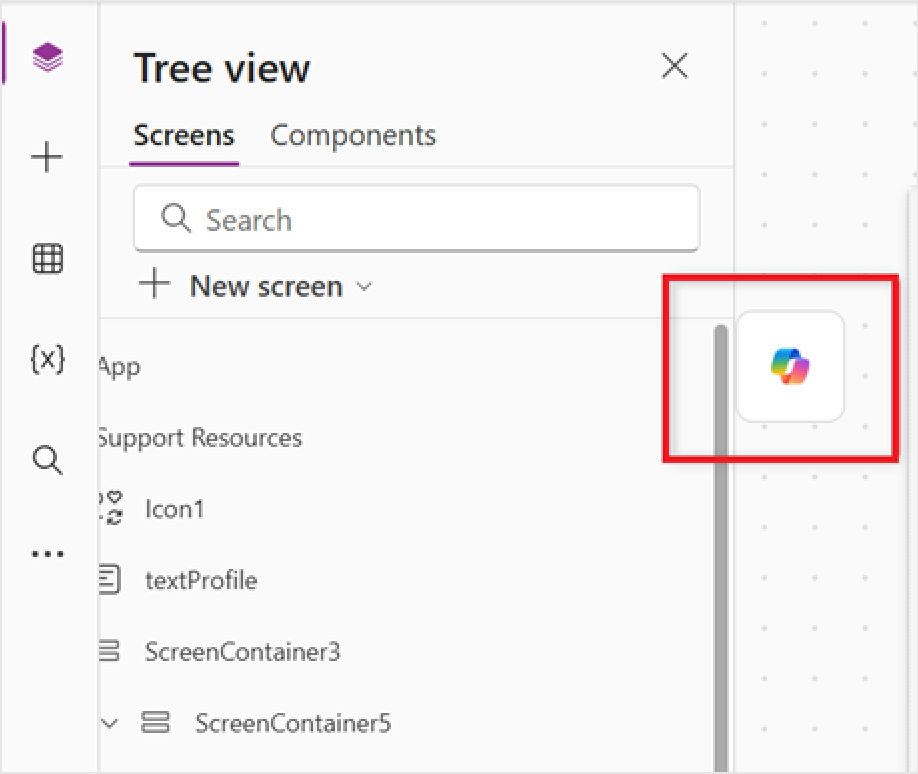 Tree view
Screens Components
Search
New screen
{x}
App
Support Resources
Icon1
textProfile
ScreenContainer3
ScreenContainer5